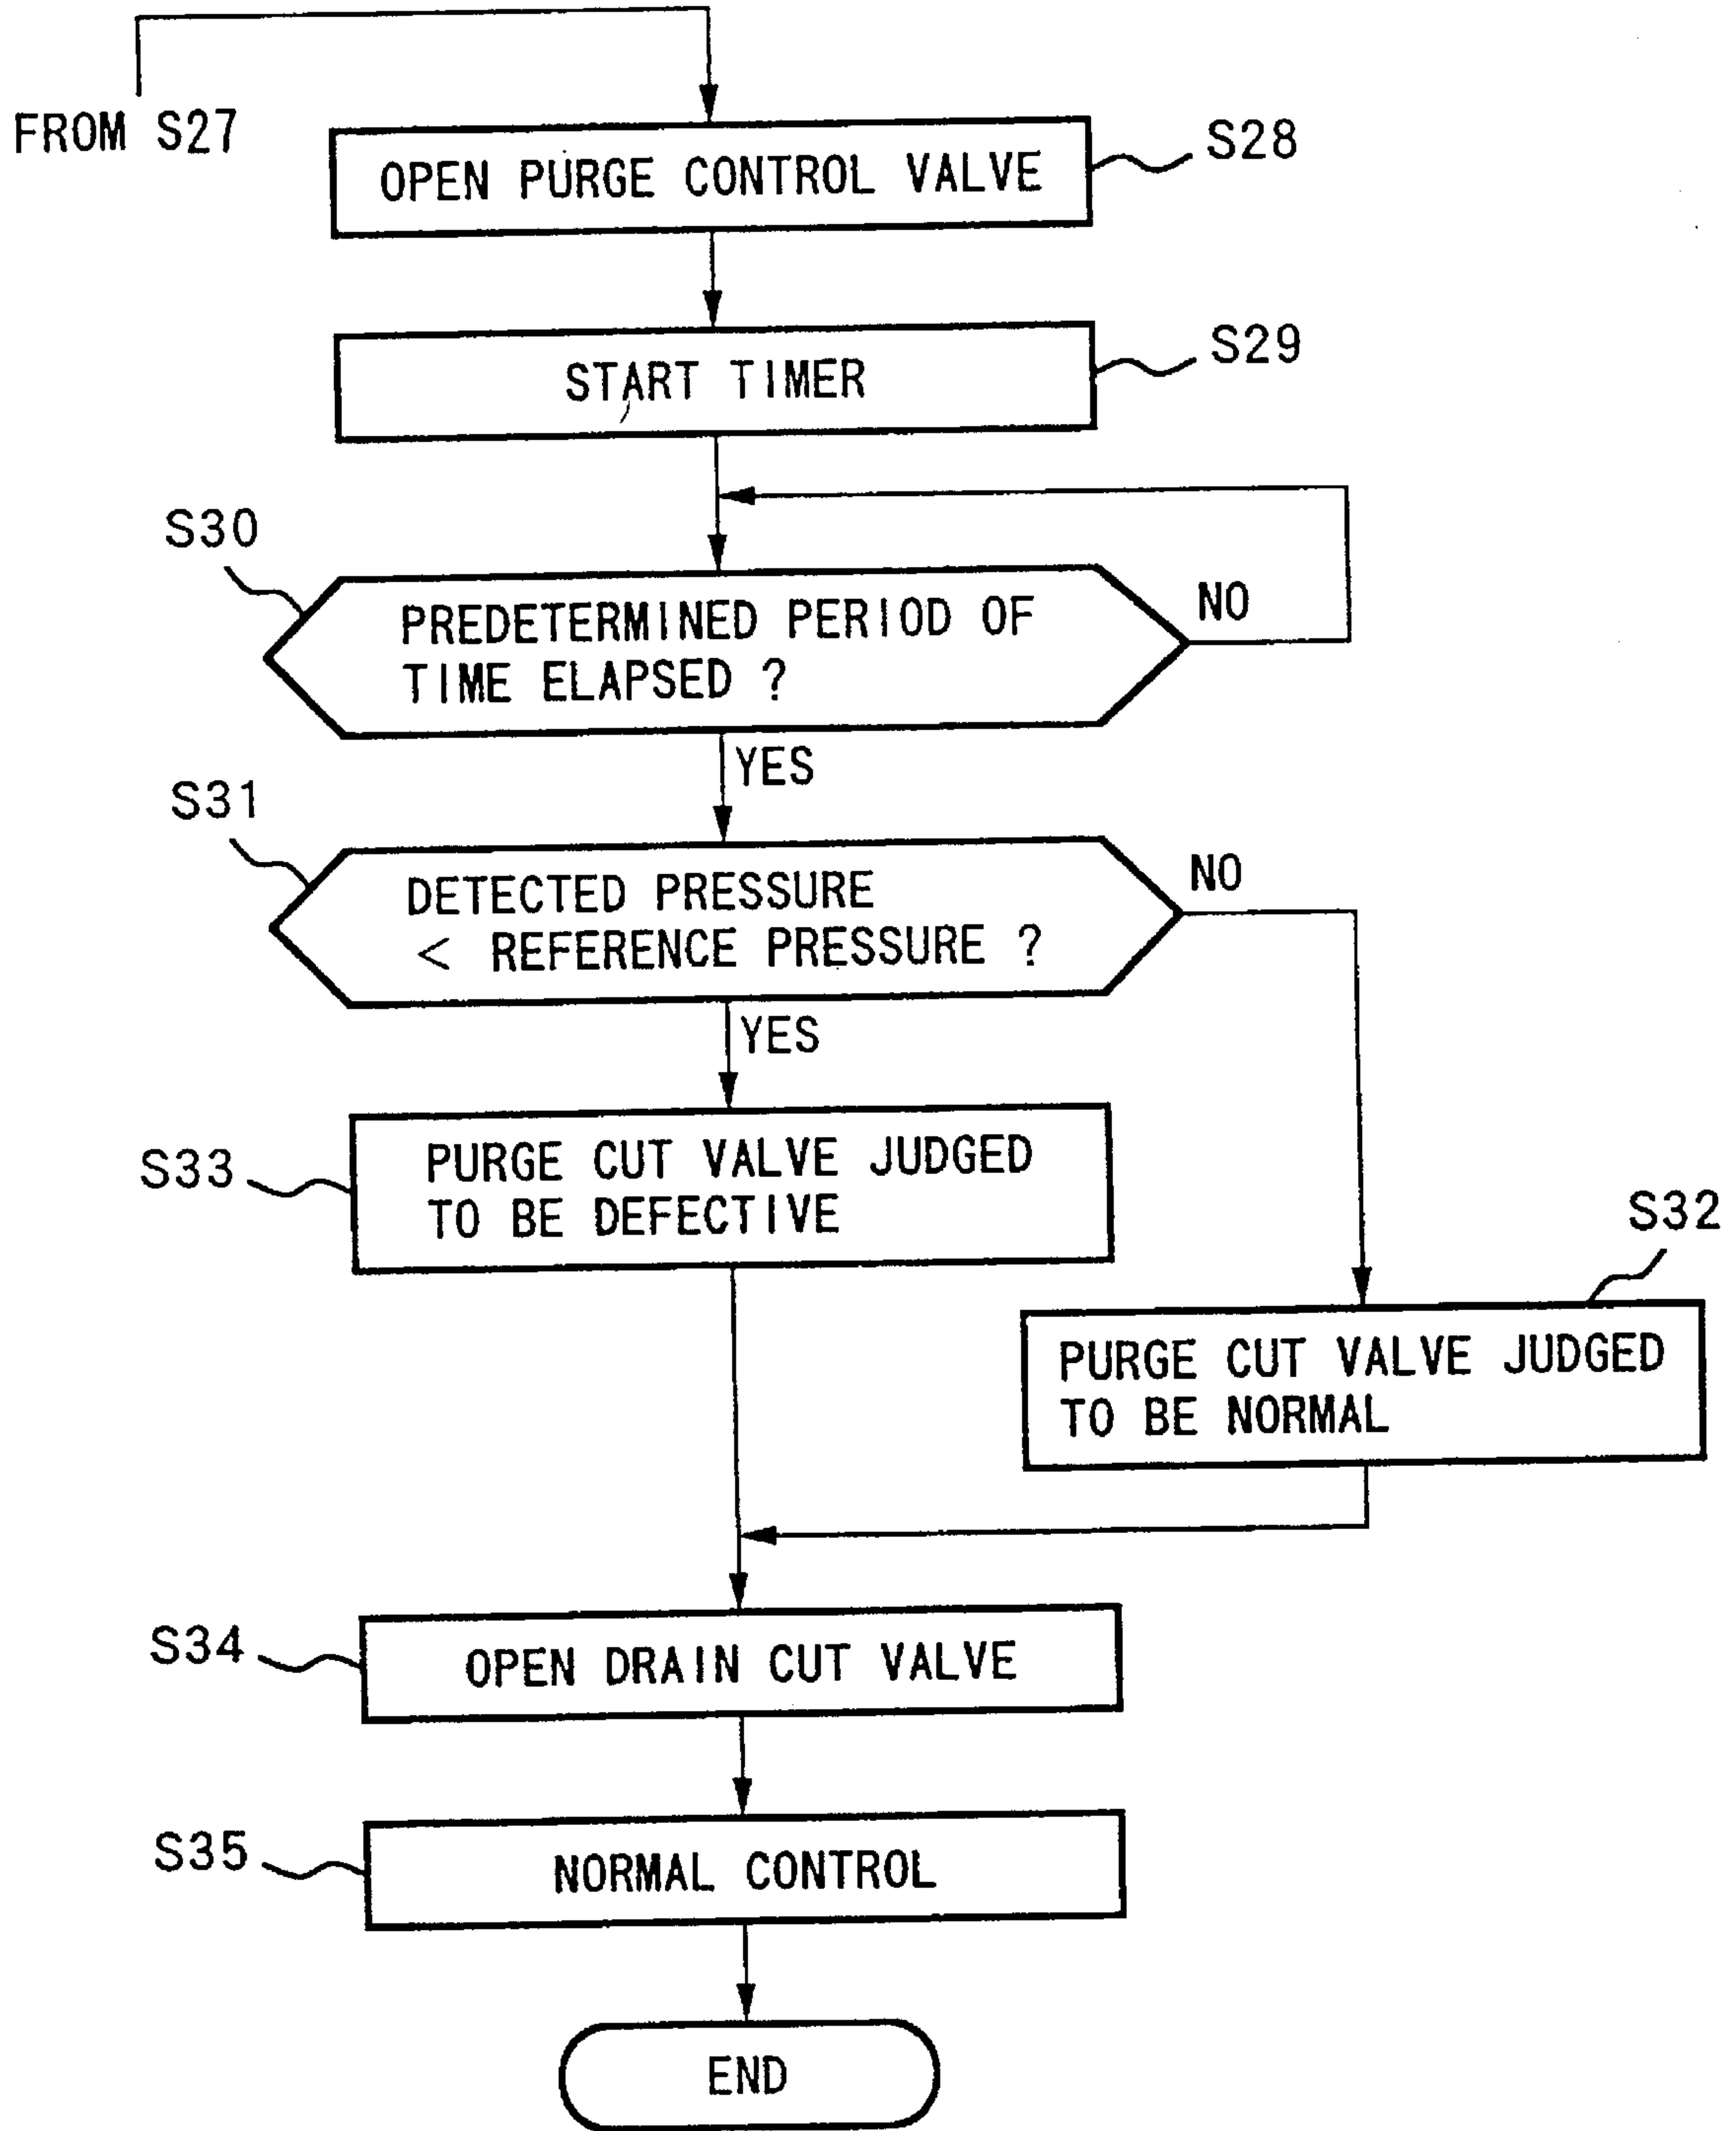 FROM S27
OPEN PURGE CONTROL VALVE
S28
START TIMER
S29
S30
PREDETERMINED PERIOD OF
TIME ELAPSED ?
NO
YES
S31
DETECTED PRESSURE
< REFERENCE PRESSURE ?
NO
YES
S33
PURGE CUT VALVE JUDGED
TO BE DEFECTIVE
S32
PURGE CUT VALVE JUDGED
TO BE NORMAL
S34
OPEN DRAIN CUT VALVE
S35
NORMAL CONTROL
END